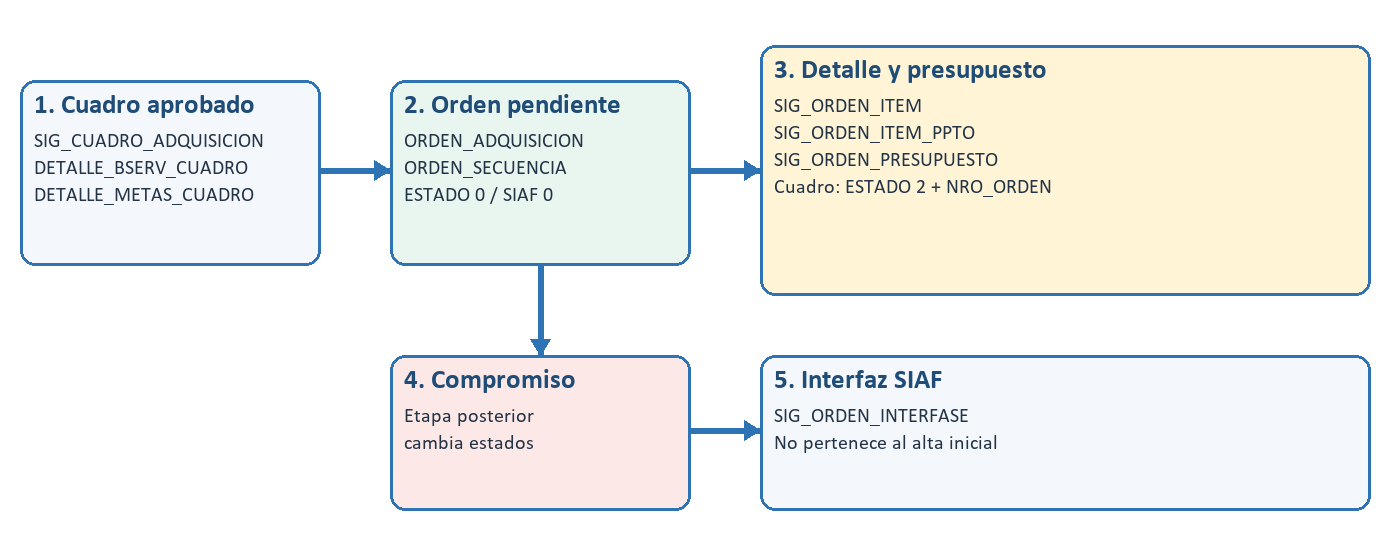 1. Cuadro aprobado
SIG_CUADRO_ADQUISICION
DETALLE_BSERV_CUADRO
DETALLE_METAS_CUADRO
2. Orden pendiente
ORDEN_ADQUISICION
ORDEN_SECUENCIA
ESTADO 0 / SIAF 0
3. Detalle y presupuesto
SIG_ORDEN_ITEM
SIG_ORDEN_ITEM_PPTO
SIG_ORDEN_PRESUPUESTO
Cuadro: ESTADO 2 + NRO_ORDEN
4. Compromiso
Etapa posterior
cambia estados
5. Interfaz SIAF
SIG_ORDEN_INTERFASE
No pertenece al alta inicial